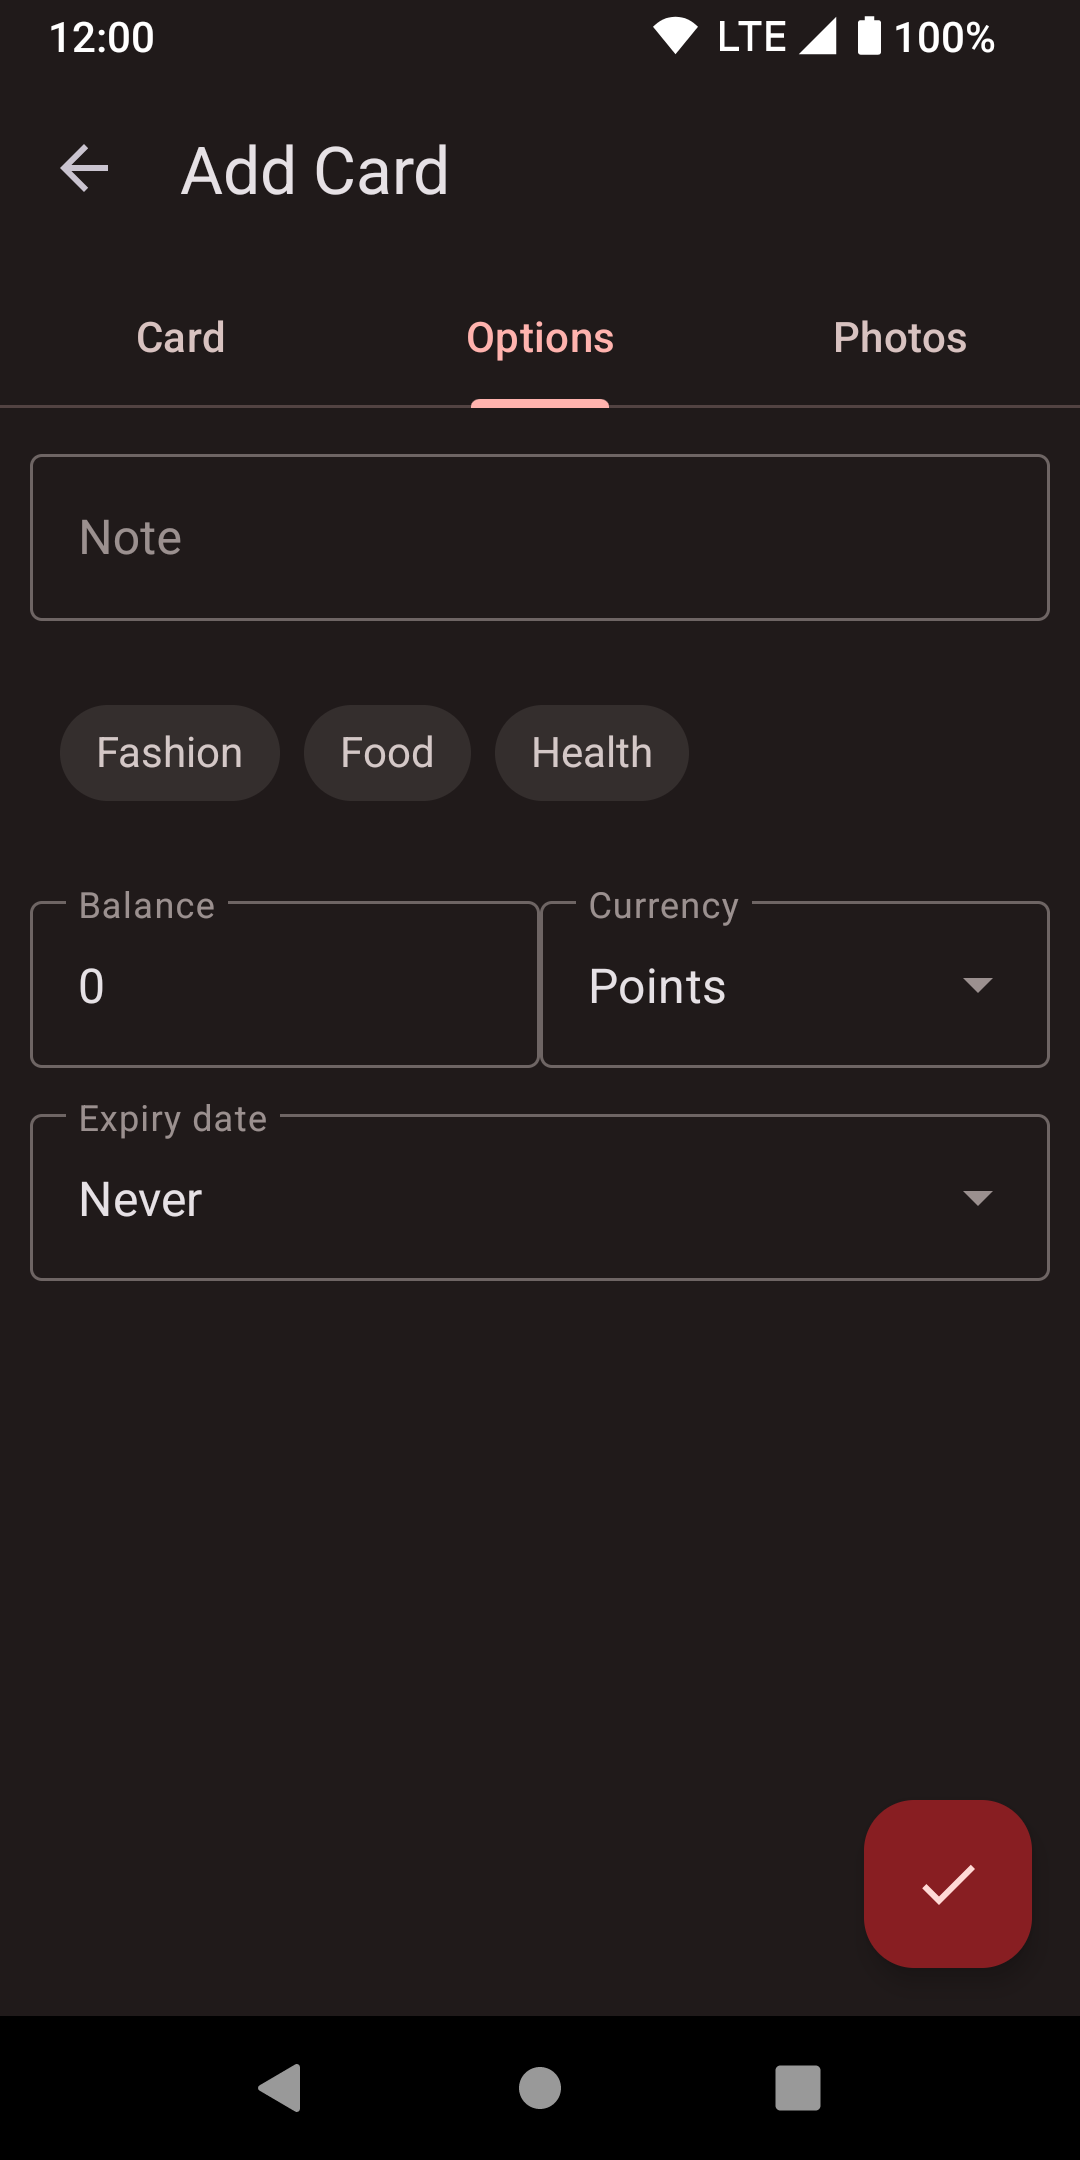 12:00 LTE 100%
Add Card
Card Options Photos
Note
Fashion Food Health
Balance Currency
0 Points
Expiry date
Never